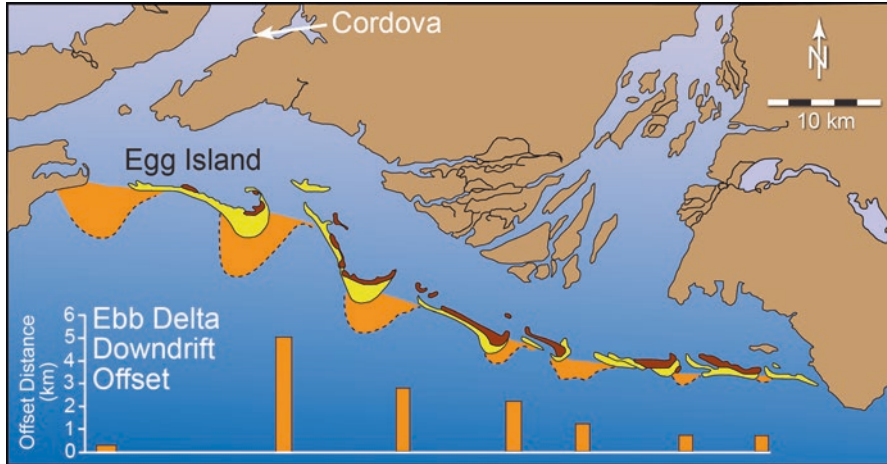 Cordova
N
10 km
Egg Island
Ebb Delta
Downdrift
Offset
Offset Distance
(km)
6
5
4
3
2
1
0